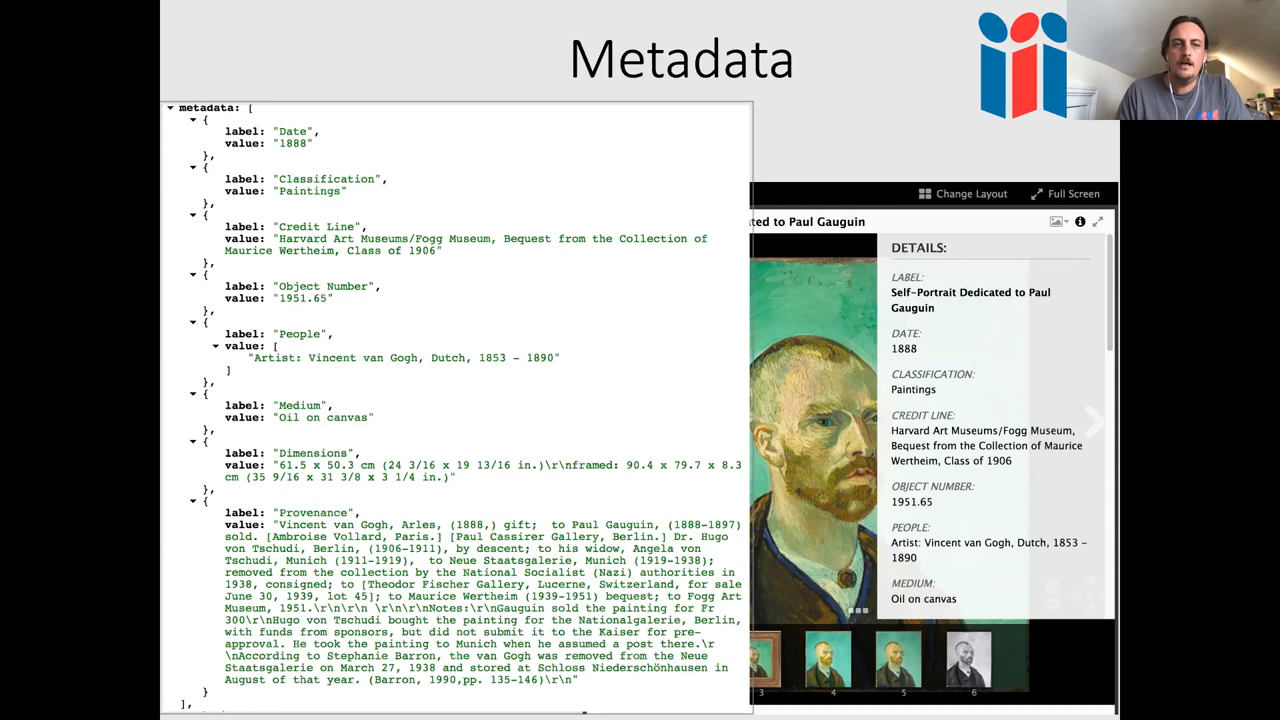 Metadata
metadata: [
{
label: "Date",
value: "1888"
},
{
label: "Classification",
value: "Paintings"
},
{
label: "Credit Line",
value: "Harvard Art Museums/Fogg Museum, Bequest from the Collection of
Maurice Wertheim, Class of 1906"
},
{
label: "Object Number",
value: "1951.65"
},
{
label: "People",
value: [
"Artist: Vincent van Gogh, Dutch, 1853 - 1890"
]
},
{
label: "Medium",
value: "Oil on canvas"
},
{
label: "Dimensions",
value: "61.5 x 50.3 cm (24 3/16 x 19 13/16 in.)\r\nframed: 90.4 x 79.7 x 8.3
cm (35 9/16 x 31 3/8 x 3 1/4 in.)"
},
{
label: "Provenance",
value: "Vincent van Gogh, Arles, (1888,) gift; to Paul Gauguin, (1888-1897)
sold. [Ambroise Vollard, Paris.] [Paul Cassirer Gallery, Berlin.] Dr. Hugo
von Tschudi, Berlin, (1906-1911), by descent; to his widow, Angela von
Tschudi, Munich (1911-1919), to Neue Staatsgalerie, Munich (1919-1938);
removed from the collection by the National Socialist (Nazi) authorities in
1938, consigned; to [Theodor Fischer Gallery, Lucerne, Switzerland, for sale
June 30, 1939, lot 45]; to Maurice Wertheim (1939-1951) bequest; to Fogg Art
Museum, 1951.\r\n\r\n \r\n\r\nNotes:\r\nGauguin sold the painting for Fr
300\r\nHugo von Tschudi bought the painting for the Nationalgalerie, Berlin,
with funds from sponsors, but did not submit it to the Kaiser for pre-
approval. He took the painting to Munich when he assumed a post there.\r
\nAccording to Stephanie Barron, the van Gogh was removed from the Neue
Staatsgalerie on March 27, 1938 and stored at Schloss Niederschönhausen in
August of that year. (Barron, 1990,pp. 135-146)\r\n"
}
],
Change Layout
Full Screen
ted to Paul Gauguin
DETAILS:
LABEL:
Self-Portrait Dedicated to Paul
Gauguin
DATE:
1888
CLASSIFICATION:
Paintings
CREDIT LINE:
Harvard Art Museums/Fogg Museum,
Bequest from the Collection of Maurice
Wertheim, Class of 1906
OBJECT NUMBER:
1951.65
PEOPLE:
Artist: Vincent van Gogh, Dutch, 1853 -
1890
MEDIUM:
Oil on canvas
3
4
5
6